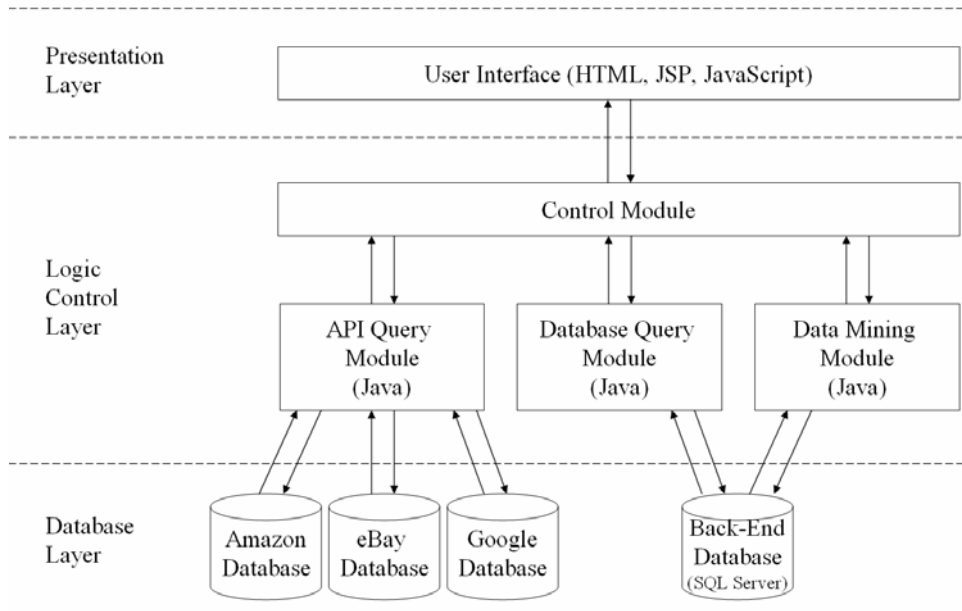 Presentation
Layer
User Interface (HTML, JSP, JavaScript)
Control Module
Logic
Control
Layer
API Query
Module
(Java)
Database Query
Module
(Java)
Data Mining
Module
(Java)
Database
Layer
Amazon
Database
eBay
Database
Google
Database
Back-End
Database
(SQL Server)